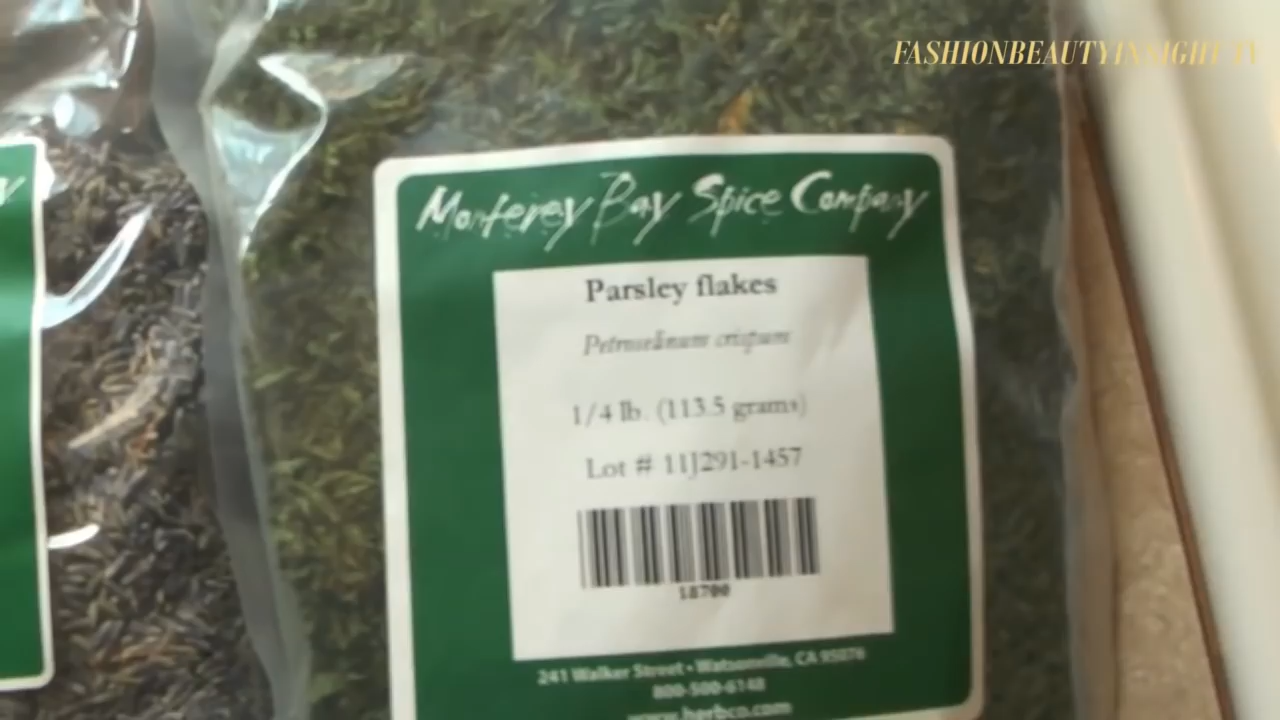 FASHIONBEAUTYINSIGHT TV
Monterey Bay Spice Company
Parsley flakes
Petroselinum crispum
1/4 lb. (113.5 grams)
Lot # 11J291-1457
18700
241 Walker Street • Watsonville, CA 95076
800-500-6148
www.herbco.com
y